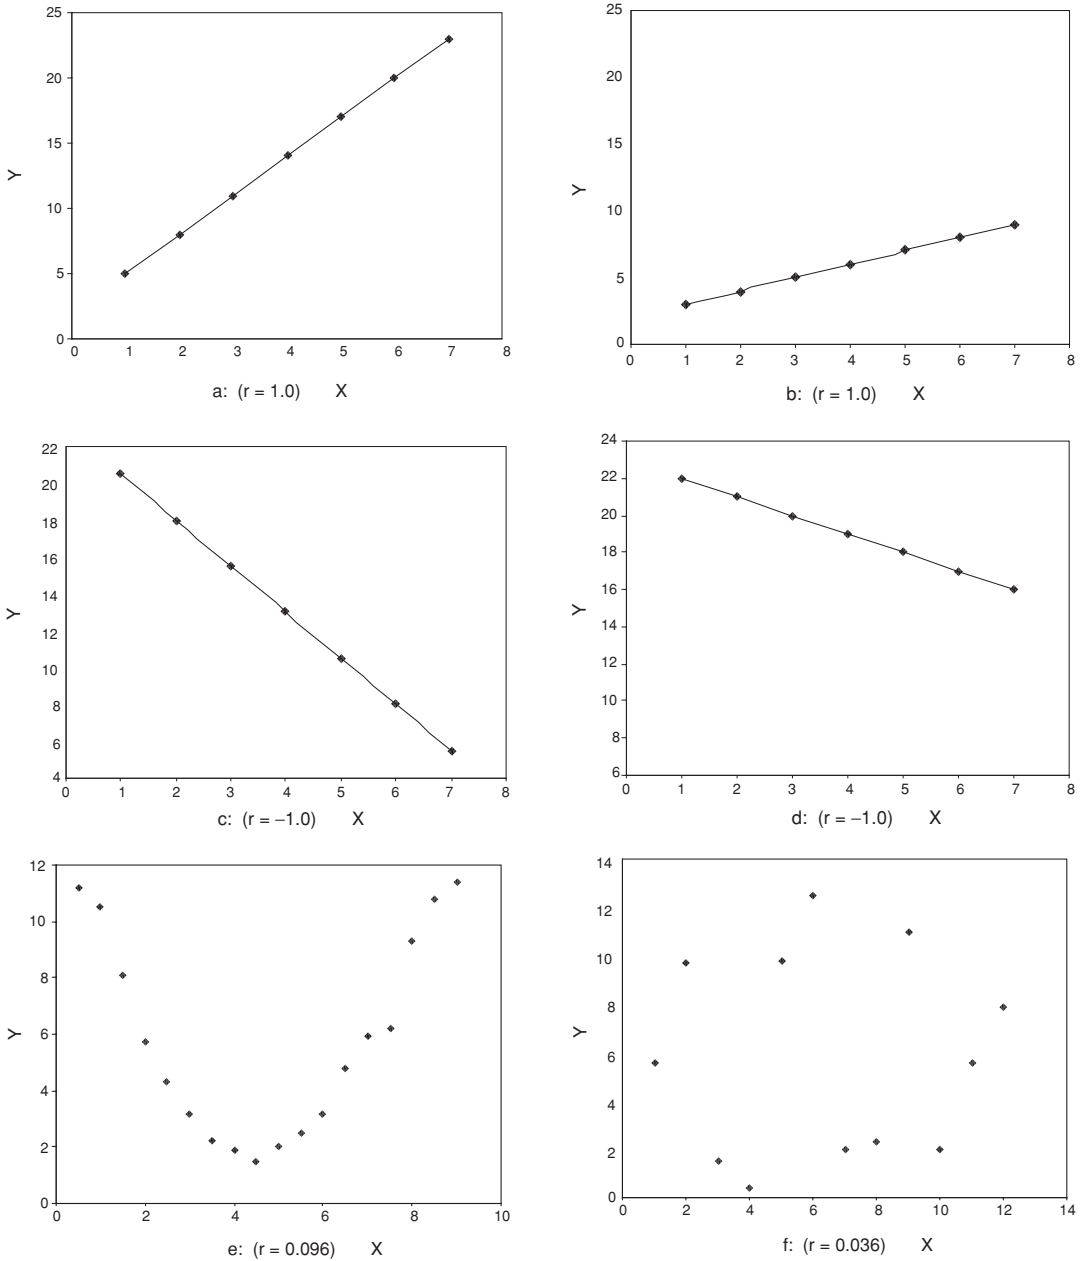 25
20
15
10
5
0
Y
0 1 2 3 4 5 6 7 8
a: (r = 1.0) X
25
20
15
10
5
0
Y
0 1 2 3 4 5 6 7 8
b: (r = 1.0) X
22
20
18
16
14
12
10
8
6
4
Y
0 1 2 3 4 5 6 7 8
c: (r = −1.0) X
24
22
20
18
16
14
12
10
8
6
Y
0 1 2 3 4 5 6 7 8
d: (r = −1.0) X
12
10
8
6
4
2
0
Y
0 2 4 6 8 10
e: (r = 0.096) X
14
12
10
8
6
4
2
0
Y
0 2 4 6 8 10 12 14
f: (r = 0.036) X